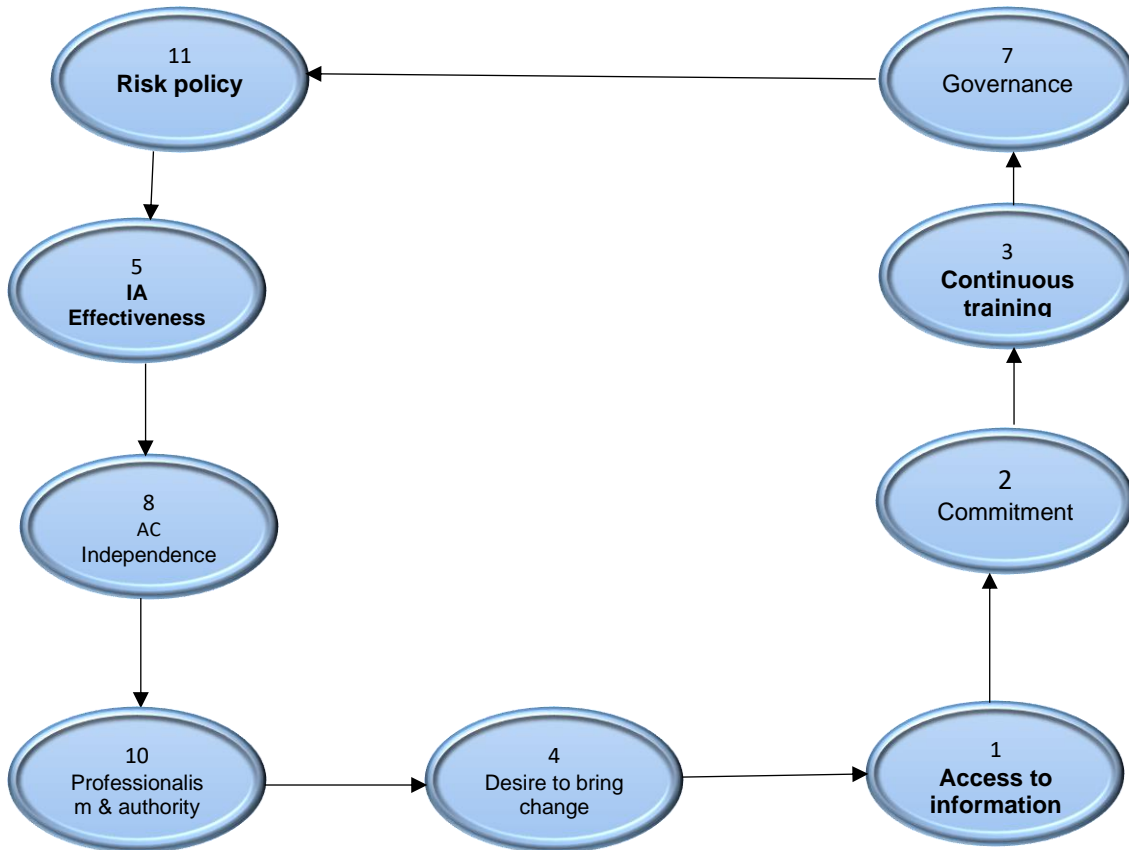 11
Risk policy
7
Governance
5
IA
Effectiveness
3
Continuous
training
8
AC
Independence
2
Commitment
10
Professionalis
m & authority
4
Desire to bring
change
1
Access to
information